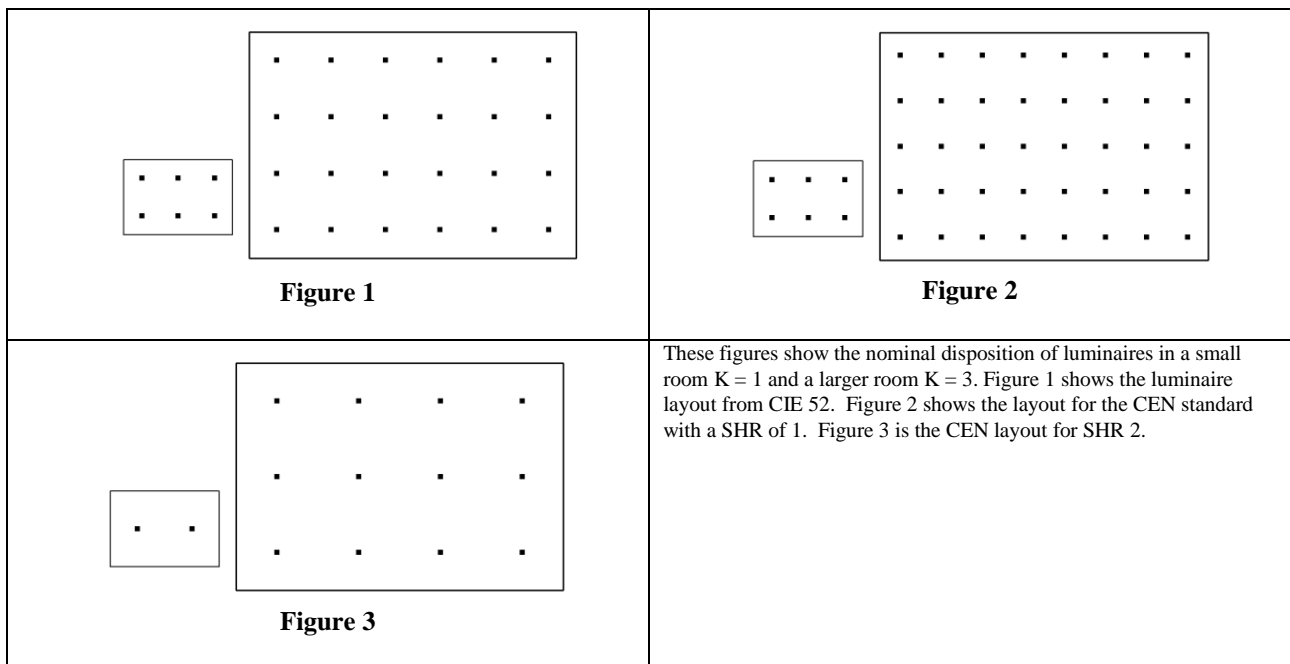 Figure 1
Figure 2
Figure 3
These figures show the nominal disposition of luminaires in a small
room K = 1 and a larger room K = 3. Figure 1 shows the luminaire
layout from CIE 52.  Figure 2 shows the layout for the CEN standard
with a SHR of 1.  Figure 3 is the CEN layout for SHR 2.